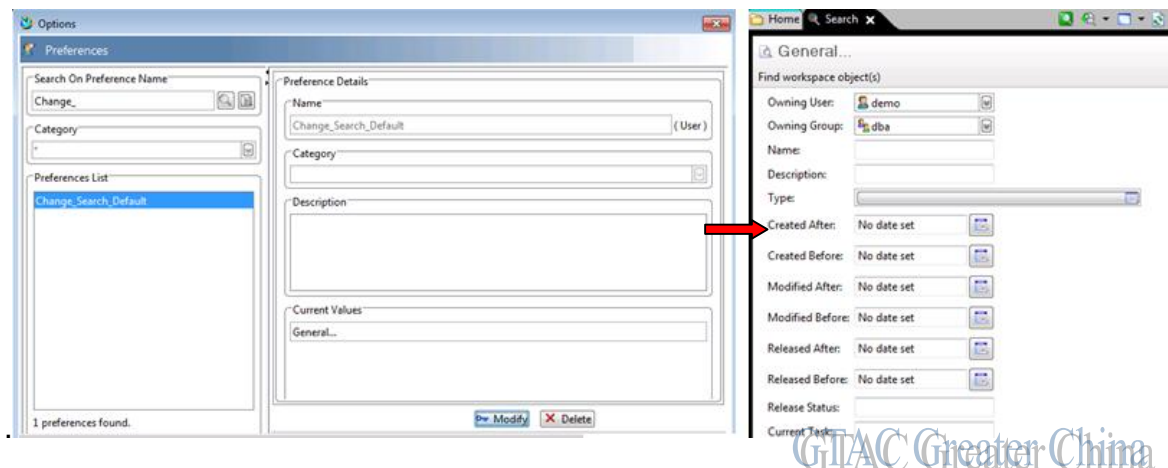 Options
Preferences
Search On Preference Name
Change_
Category
*
Preferences List
Change_Search_Default
1 preferences found.
Preference Details
Name
Change_Search_Default
( User )
Category
Description
Current Values
General...
Modify
Delete
Home
Search
General...
Find workspace object(s)
Owning User:
demo
Owning Group:
dba
Name:
Description:
Type:
Created After:
No date set
Created Before:
No date set
Modified After:
No date set
Modified Before:
No date set
Released After:
No date set
Released Before:
No date set
Release Status:
Current Task:
GTAC Greater China